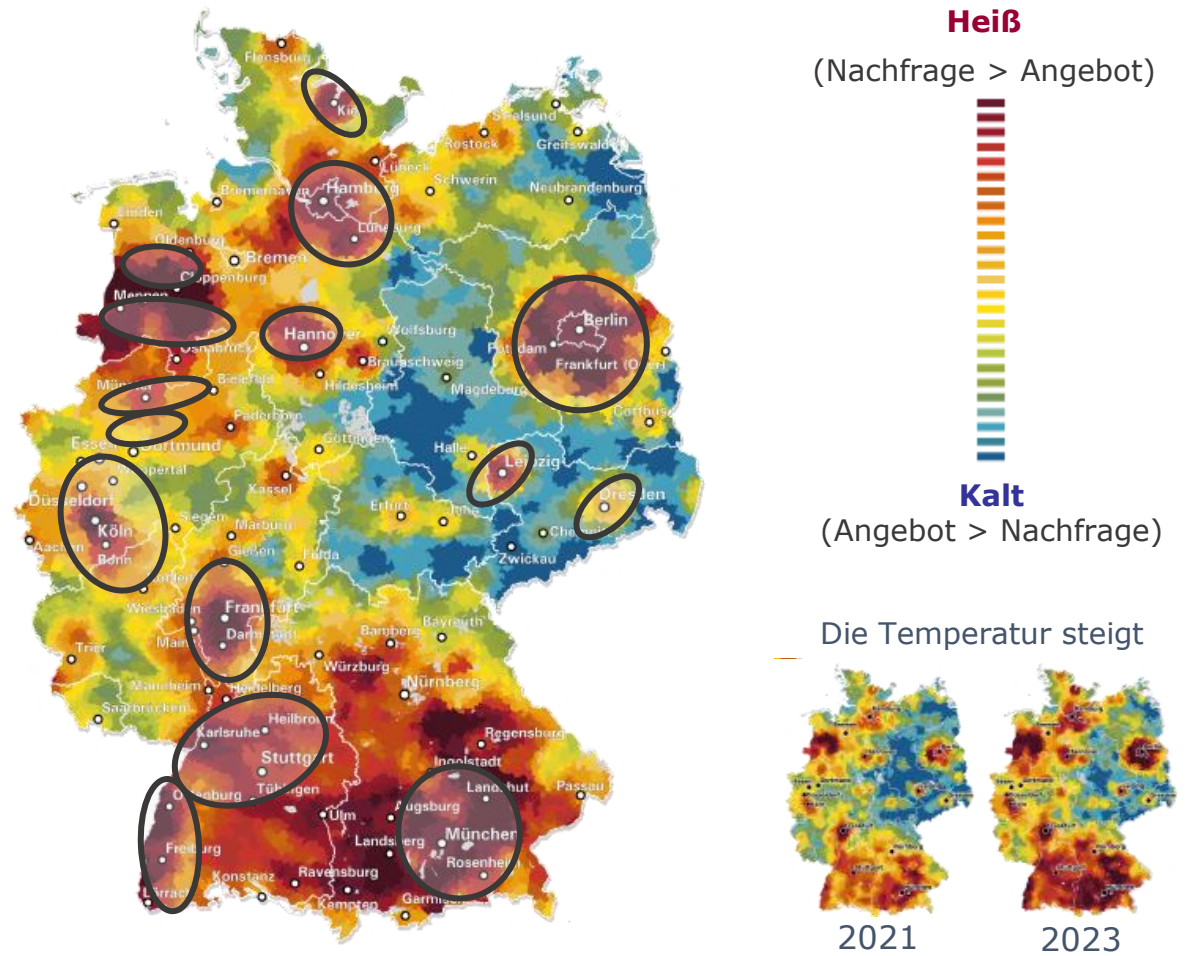 Heiß
(Nachfrage > Angebot)
Kalt
(Angebot > Nachfrage)
Die Temperatur steigt
2021
2023
Flensburg
Kiel
Stralsund
Rostock
Greifswald
Lübeck
Hamburg
Schwerin
Neubrandenburg
Bremerhaven
Lüneburg
Oldenburg
Bremen
Cloppenburg
Meppen
Hannover
Wolfsburg
Berlin
Potsdam
Osnabrück
Braunschweig
Frankfurt (Oder)
Münster
Bielefeld
Hildesheim
Magdeburg
Cottbus
Paderborn
Essen
Dortmund
Göttingen
Halle
Leipzig
Wuppertal
Kassel
Düsseldorf
Dresden
Köln
Siegen
Marburg
Erfurt
Jena
Chemnitz
Aachen
Bonn
Gießen
Fulda
Zwickau
Wiesbaden
Frankfurt
Mainz
Darmstadt
Bamberg
Bayreuth
Trier
Würzburg
Mannheim
Heidelberg
Nürnberg
Saarbrücken
Heilbronn
Karlsruhe
Regensburg
Stuttgart
Ingolstadt
Tübingen
Landshut
Passau
Offenburg
Augsburg
Ulm
München
Freiburg
Landsberg
Rosenheim
Ravensburg
Konstanz
Lörrach
Kempten